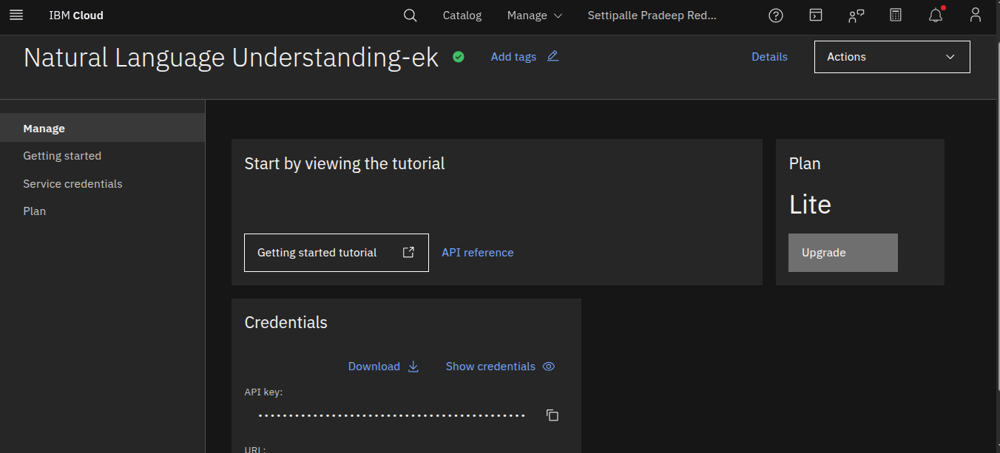 IBM Cloud Catalog Manage Settipalle Pradeep Red...
Natural Language Understanding-ek Add tags Details Actions
Manage
Getting started
Service credentials
Plan
Start by viewing the tutorial
Getting started tutorial API reference
Plan
Lite
Upgrade
Credentials
Download Show credentials
API key:
••••••••••••••••••••••••••••••••••••••••••••
URL: